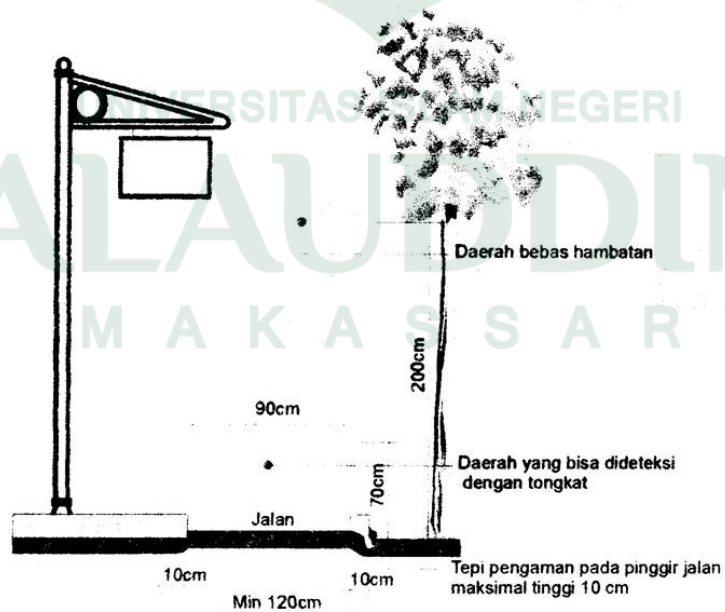 UNIVERSITAS ISLAM NEGERI
ALAUDDIN
MAKASSAR
Daerah bebas hambatan
200cm
90cm
Daerah yang bisa dideteksi
dengan tongkat
70cm
Jalan
10cm
10cm
Tepi pengaman pada pinggir jalan
maksimal tinggi 10 cm
Min 120cm